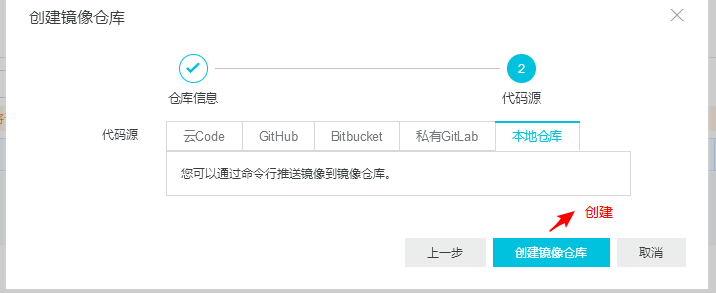 创建镜像仓库
2
仓库信息 代码源
代码源 云Code GitHub Bitbucket 私有GitLab 本地仓库
您可以通过命令行推送镜像到镜像仓库。
创建
上一步 创建镜像仓库 取消